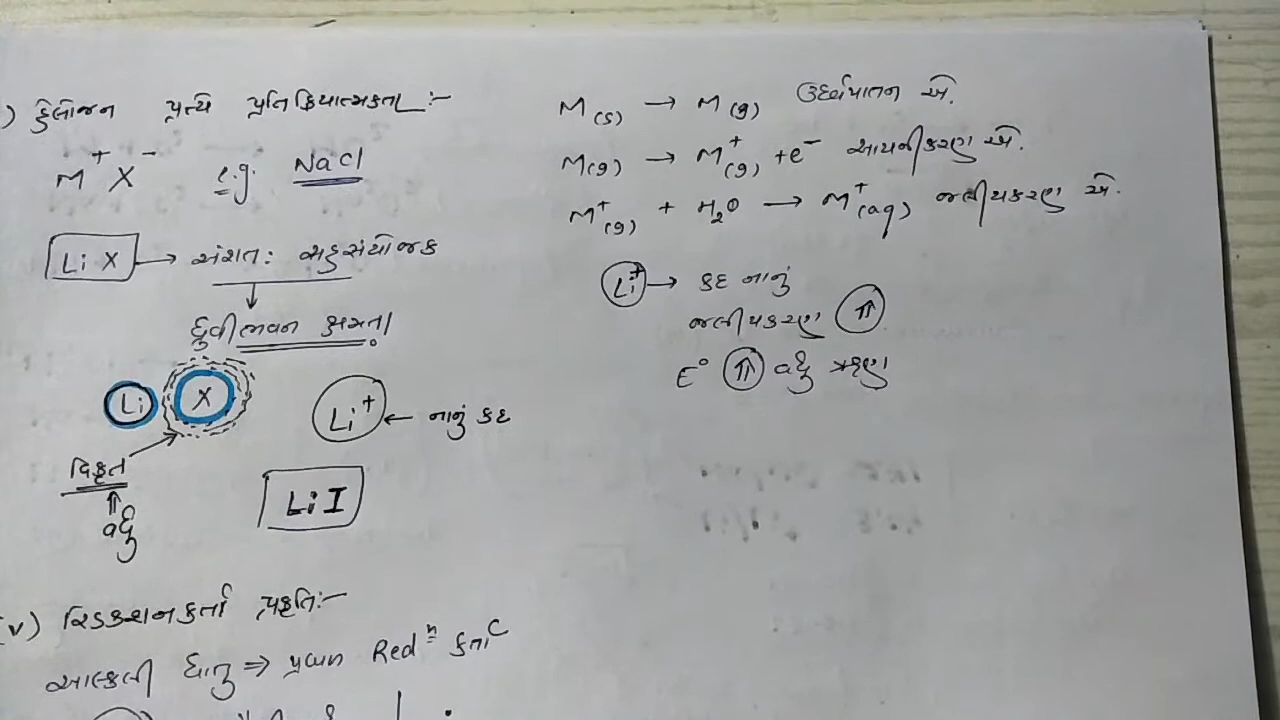 ) હેલોજન પ્રત્યે પ્રતિક્રિયાત્મકતા :-
M⁺ X⁻ e.g. NaCl
Li X → અંશતઃ સહસંયોજક
↓
ધ્રુવીભવન ક્ષમતા
Li X
Li⁺ ← નાનું કદ
વિકૃત
⇑
વધુ
LiI
(v) રિડક્શનકર્તા પ્રકૃતિ:-
આલ્કલી ધાતુ ⇒ પ્રબળ Redⁿ કર્તા
M(s) → M(g) ઉર્ધ્વપાતન એ.
M(g) → M⁺(g) + e⁻ આયનીકરણ એ.
M⁺(g) + H₂O → M⁺(aq) જલીયકરણ એ.
Li⁺ → કદ નાનું
જલીયકરણ ⇑
E° ⇑ વધુ ઋણ